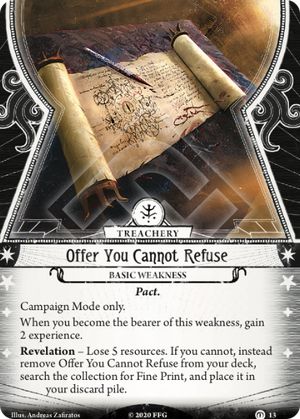 TREACHERY
Offer You Cannot Refuse
BASIC WEAKNESS
Pact.
Campaign Mode only.
When you become the bearer of this weakness, gain
2 experience.
Revelation – Lose 5 resources. If you cannot, instead
remove Offer You Cannot Refuse from your deck,
search the collection for Fine Print, and place it in
your discard pile.
Illus. Andreas Zafiratos
© 2020 FFG
13